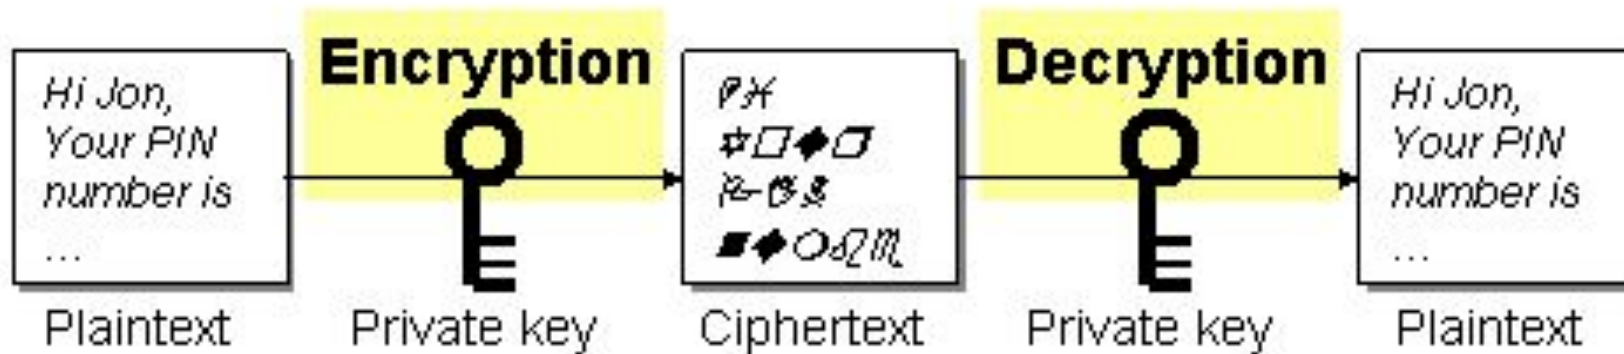 Hi Jon,
Your PIN
number is
...
Plaintext
Encryption
Private key
Ciphertext
Decryption
Private key
Hi Jon,
Your PIN
number is
...
Plaintext